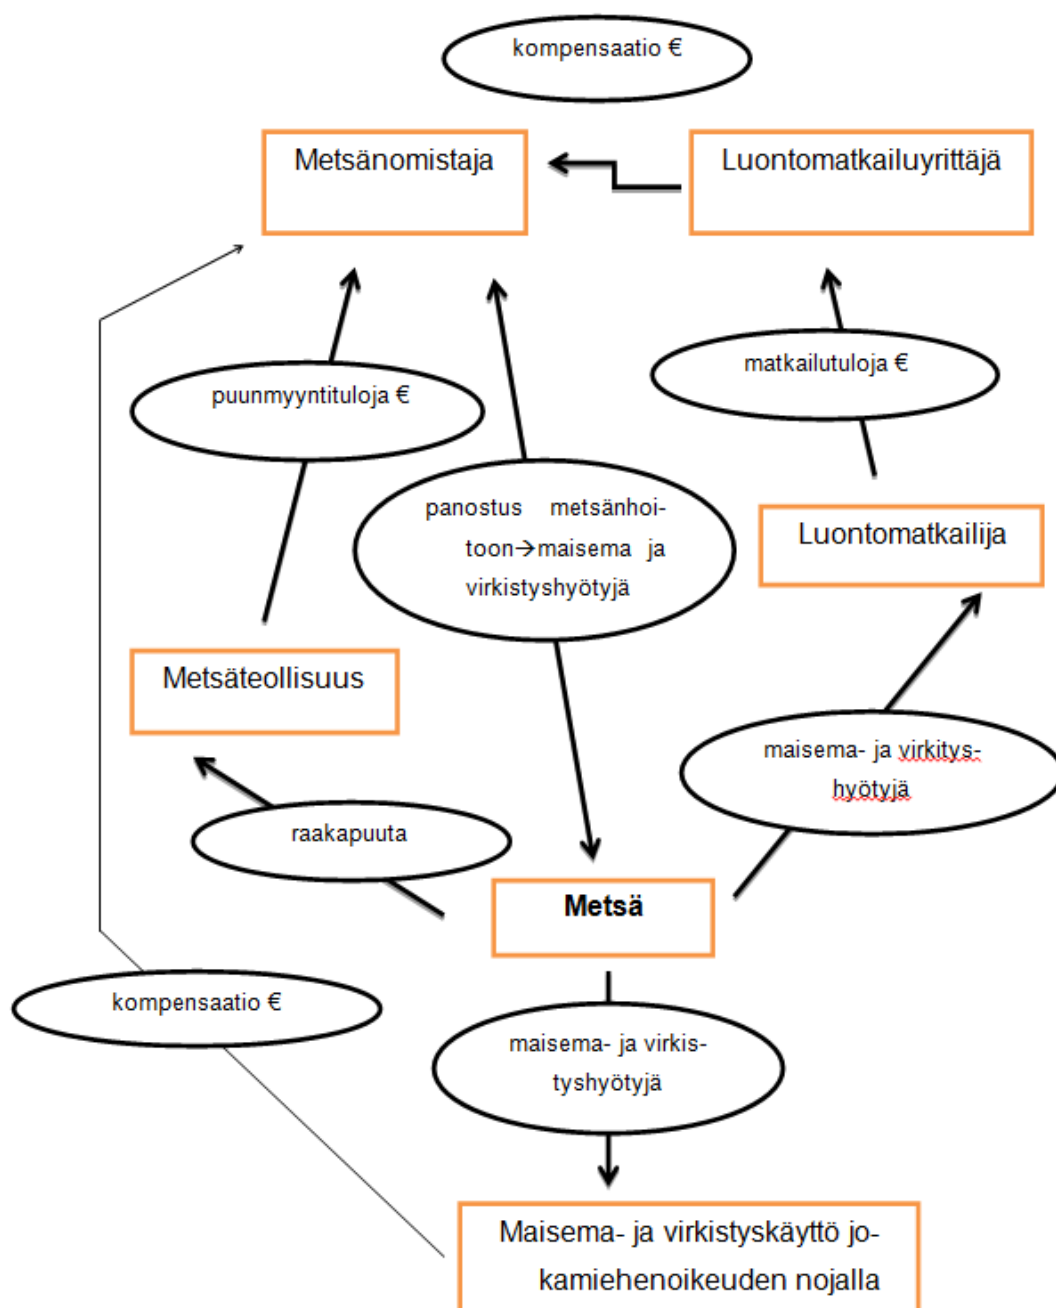 kompensaatio €
Metsänomistaja
Luontomatkailuyrittäjä
puunmyyntituloja €
matkailutuloja €
panostus metsänhoi-
toon→maisema ja
virkistyshyötyjä
Luontomatkailija
Metsäteollisuus
maisema- ja virkitys-
hyötyjä
raakapuuta
Metsä
kompensaatio €
maisema- ja virkis-
tyshyötyjä
Maisema- ja virkistyskäyttö jo-
kamiehenoikeuden nojalla